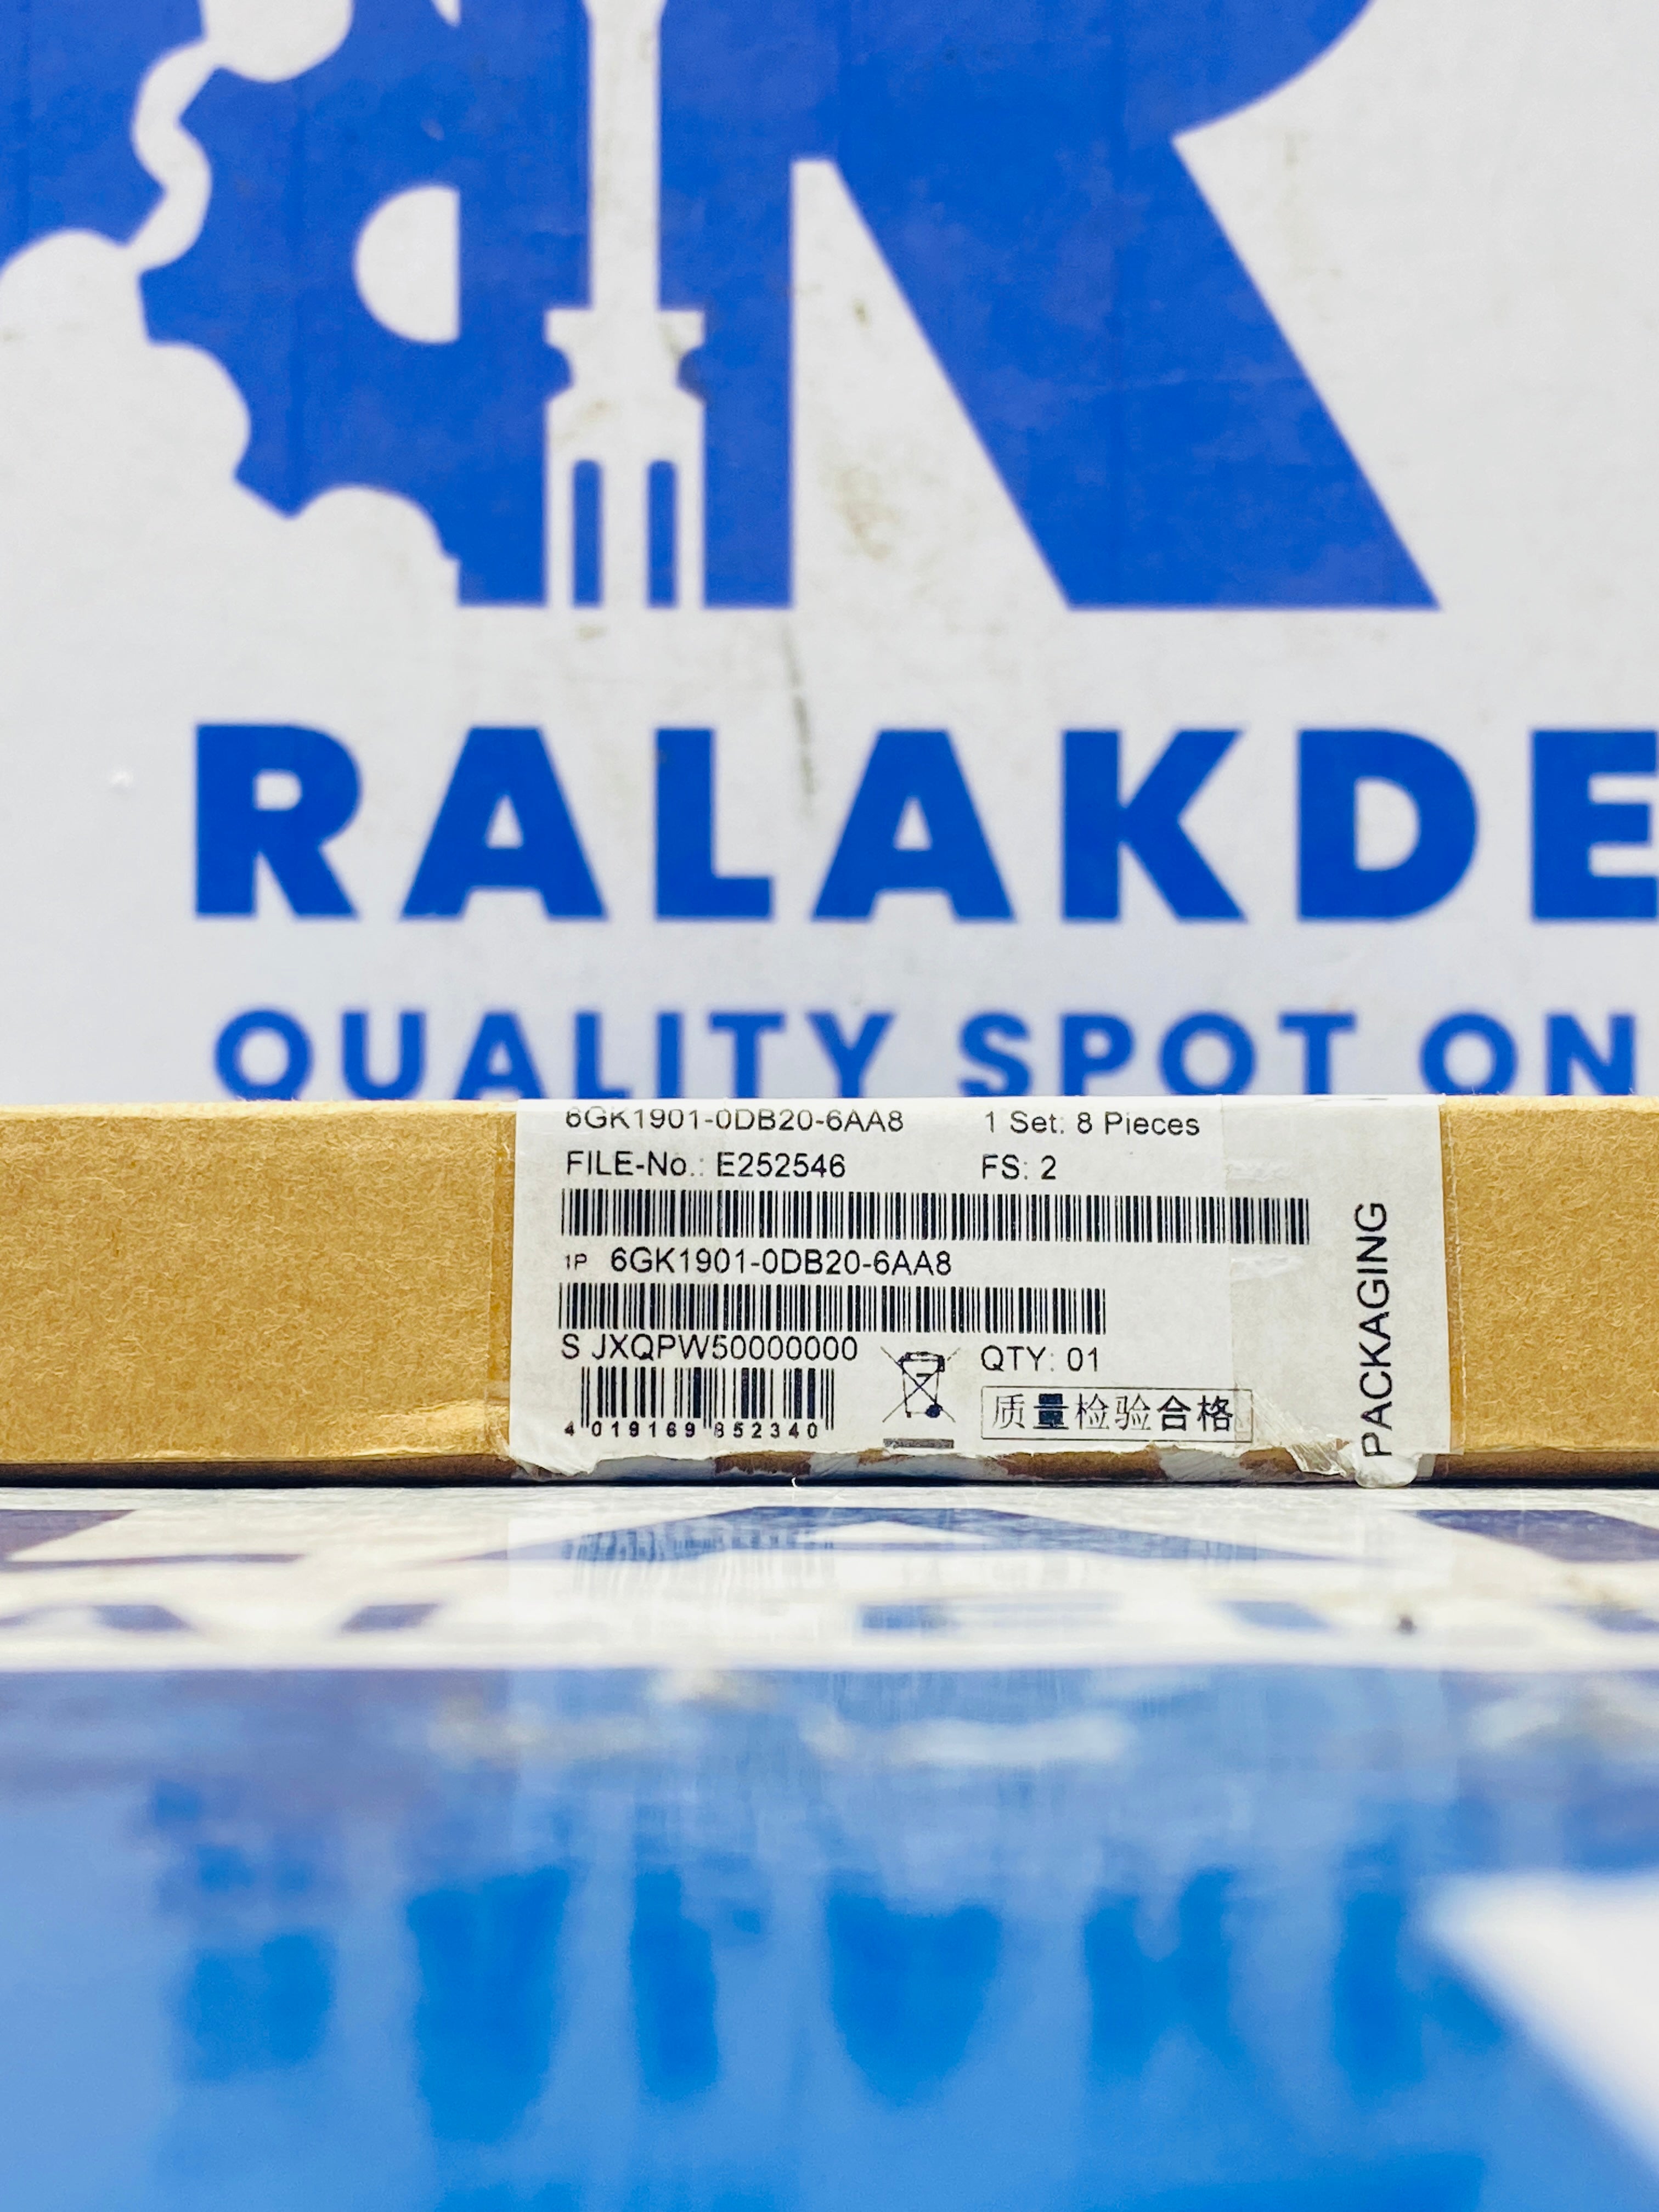 R
RALAKDE
QUALITY SPOT ON
6GK1901-0DB20-6AA8 1 Set: 8 Pieces
FILE-No.: E252546 FS: 2
1P 6GK1901-0DB20-6AA8
S JXQPW50000000
QTY: 01
4 019169 852340
质量检验合格
PACKAGING